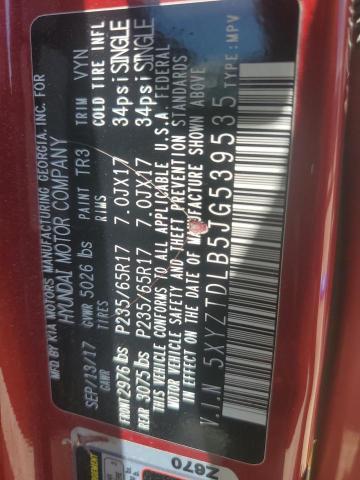 MFG BY KIA MOTORS MANUFACTURING GEORGIA, INC. FOR
HYUNDAI MOTOR COMPANY
SEP/13/17 GVWR 5026 lbs PAINT TR3 TRIM VYN
GAWR TIRES RIMS COLD TIRE INFL
FRONT 2976 lbs P235/65R17 7.0JX17 34psi SINGLE
REAR 3075 lbs P235/65R17 7.0JX17 34psi SINGLE
THIS VEHICLE CONFORMS TO ALL APPLICABLE U.S.A. FEDERAL
MOTOR VEHICLE SAFETY AND THEFT PREVENTION STANDARDS
IN EFFECT ON THE DATE OF MANUFACTURE SHOWN ABOVE
V.I.N 5XYZTDLB5JG539535 TYPE:MPV
Z670